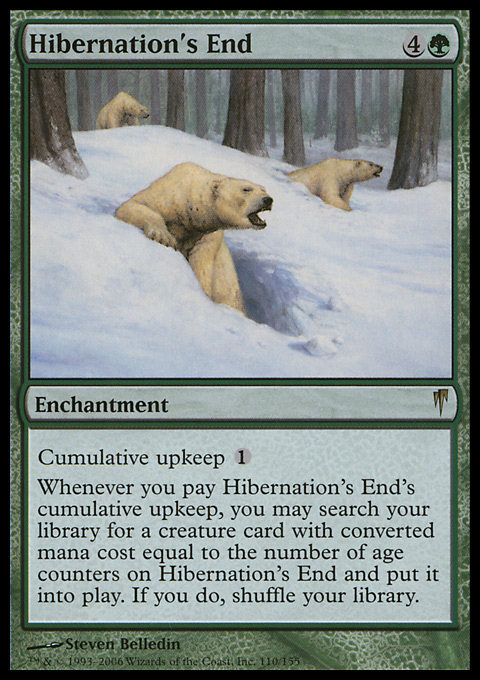 Hibernation's End 4
Enchantment
Cumulative upkeep 1
Whenever you pay Hibernation's End's
cumulative upkeep, you may search your
library for a creature card with converted
mana cost equal to the number of age
counters on Hibernation's End and put it
into play. If you do, shuffle your library.
Steven Belledin
™ & © 1993–2006 Wizards of the Coast, Inc. 110/155